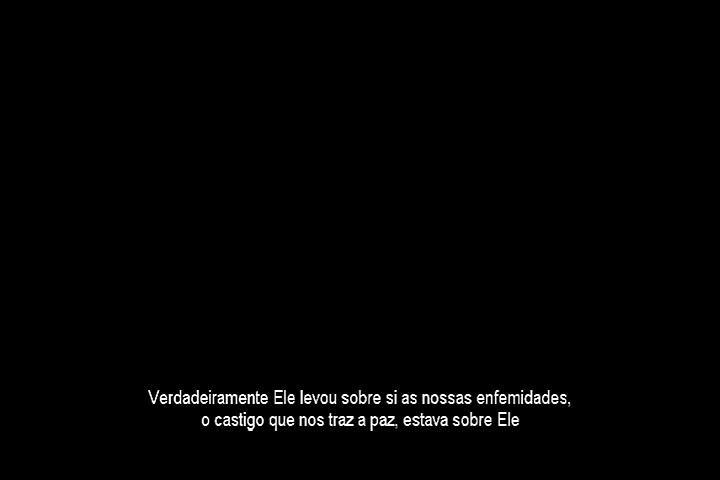 Verdadeiramente Ele levou sobre si as nossas enfemidades,
o castigo que nos traz a paz, estava sobre Ele